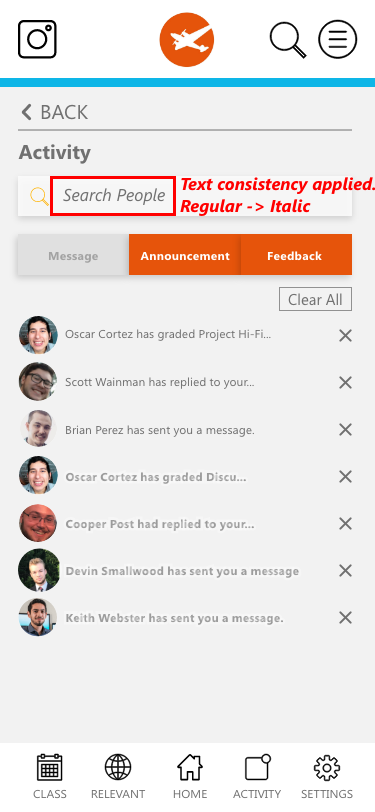 BACK
Activity
Search People
Text consistency applied.
Regular -> Italic
Message Announcement Feedback
Clear All
Oscar Cortez has graded Project Hi-Fi...
Scott Wainman has replied to your...
Brian Perez has sent you a message.
Oscar Cortez has graded Discu...
Cooper Post had replied to your...
Devin Smallwood has sent you a message
Keith Webster has sent you a message.
CLASS RELEVANT HOME ACTIVITY SETTINGS